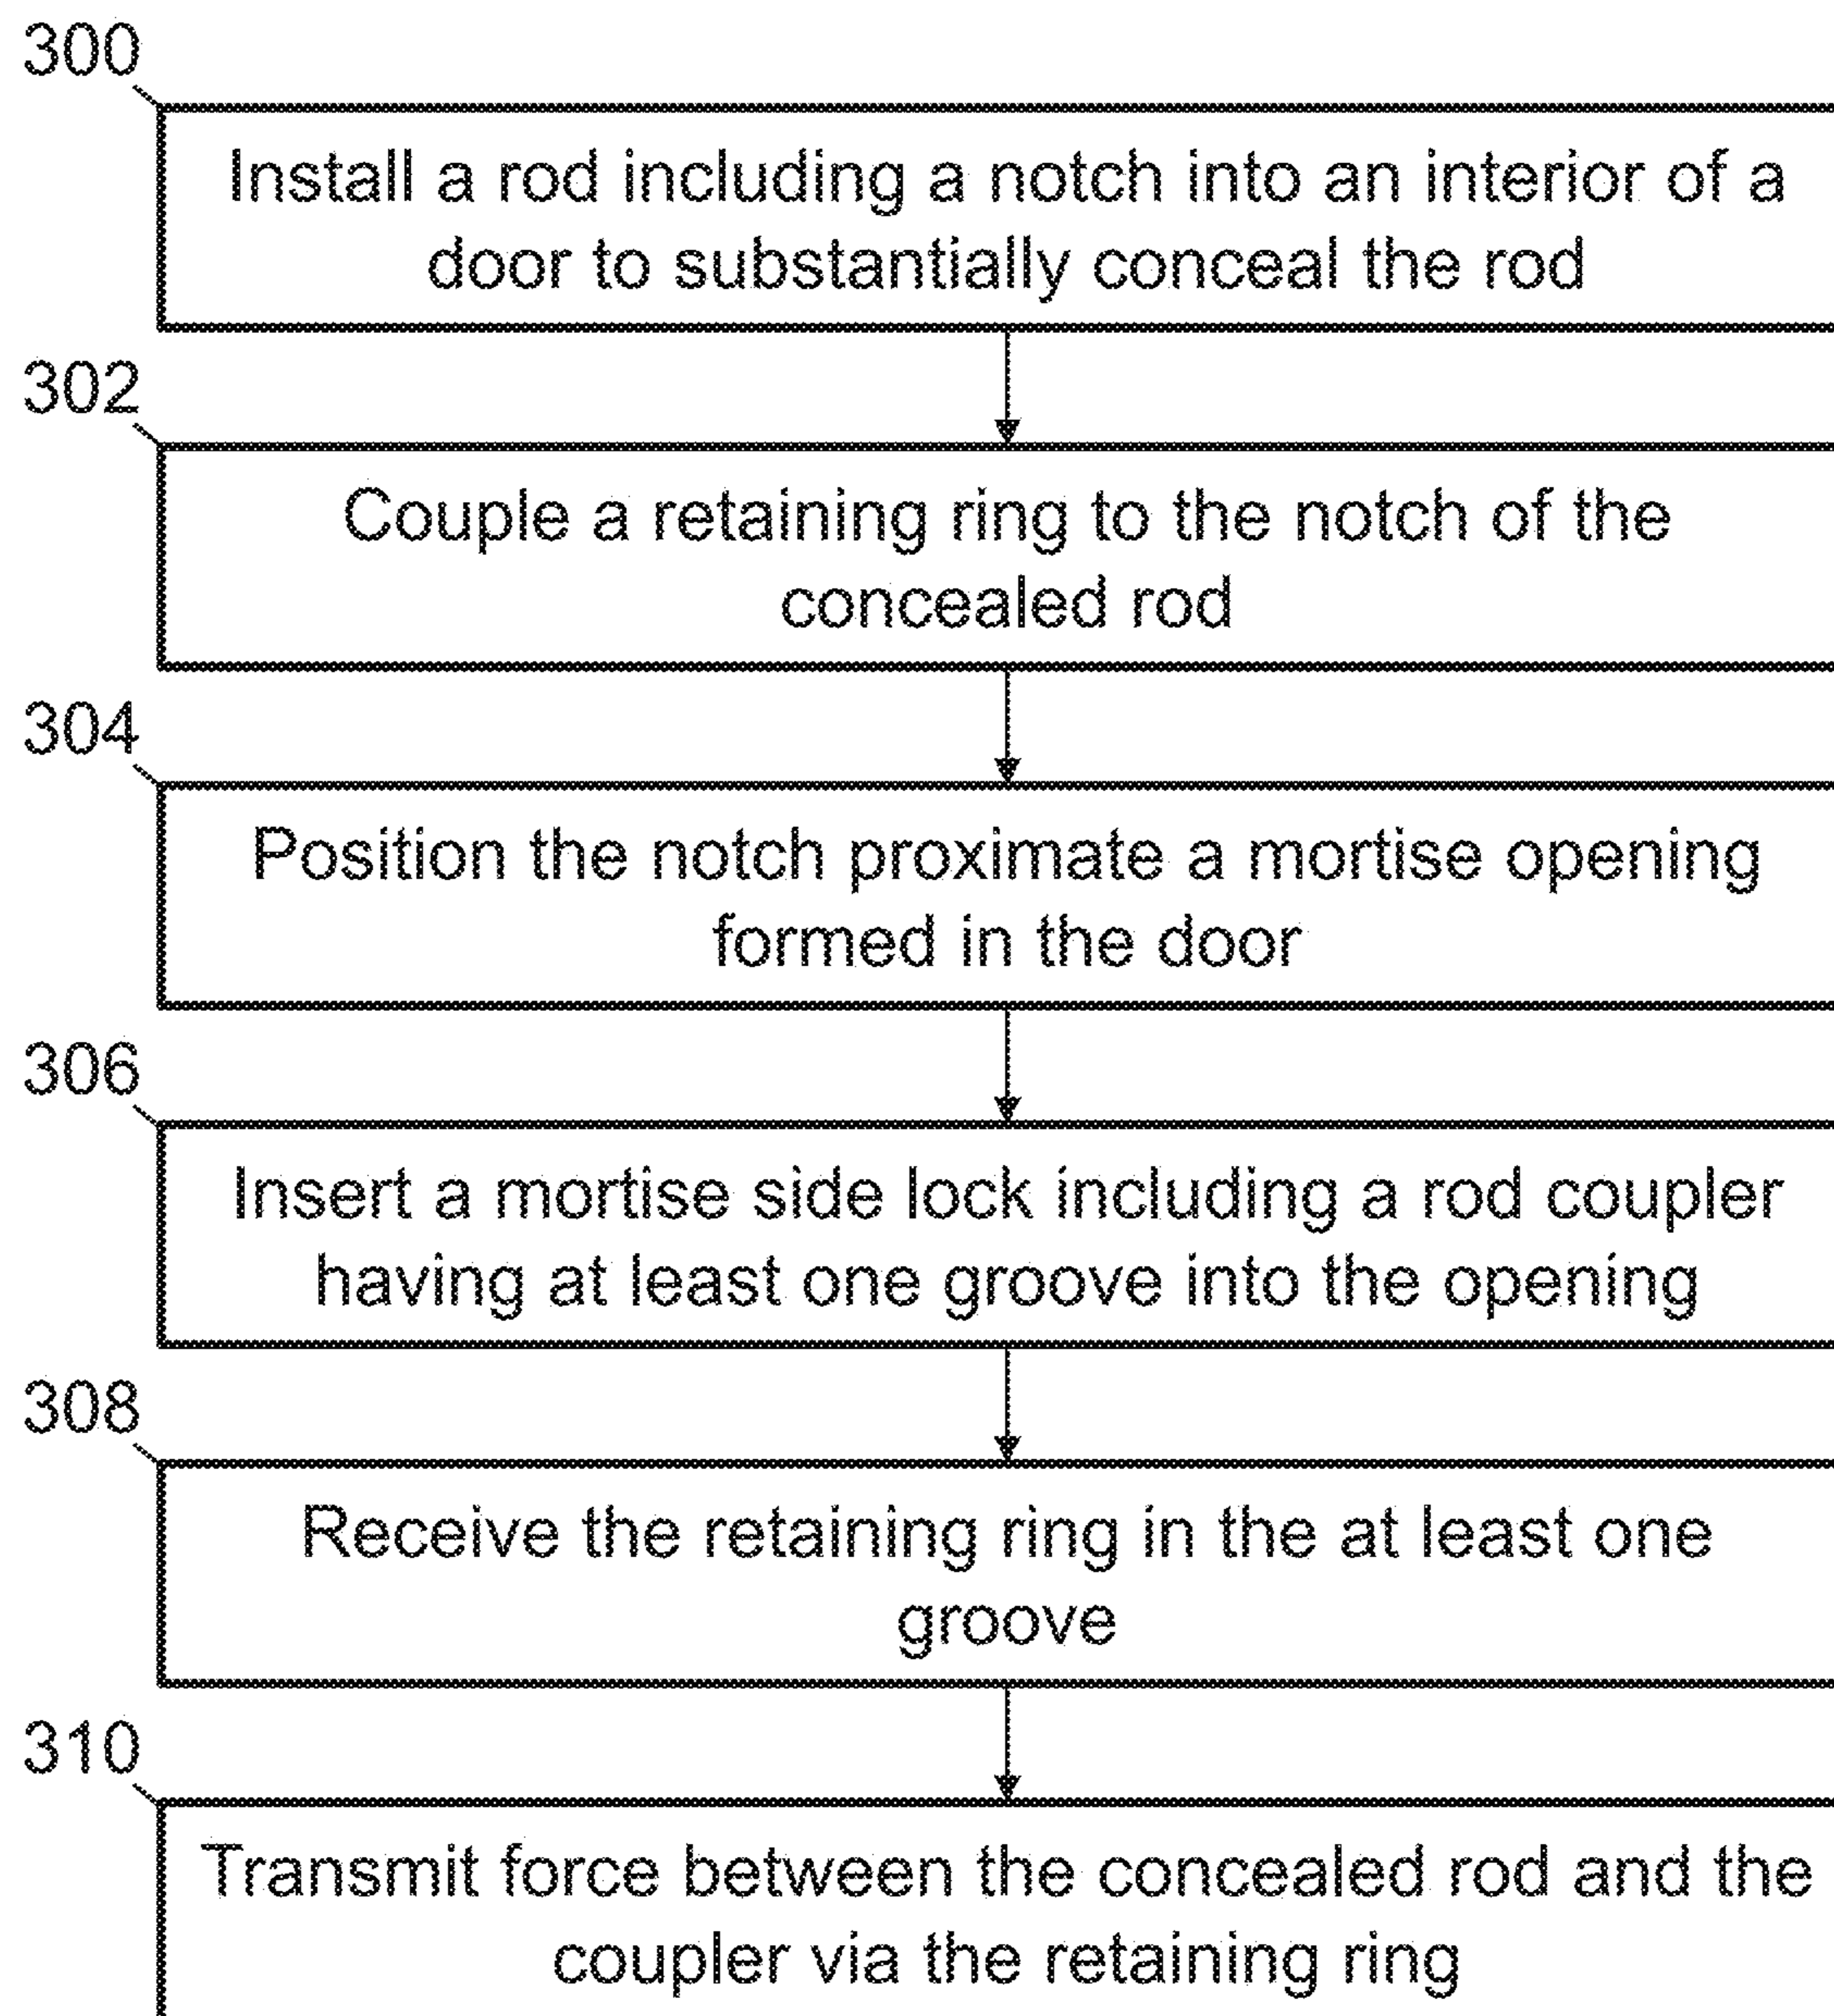 300
Install a rod including a notch into an interior of a
door to substantially conceal the rod
302
Couple a retaining ring to the notch of the
concealed rod
304
Position the notch proximate a mortise opening
formed in the door
306
Insert a mortise side lock including a rod coupler
having at least one groove into the opening
308
Receive the retaining ring in the at least one
groove
310
Transmit force between the concealed rod and the
coupler via the retaining ring